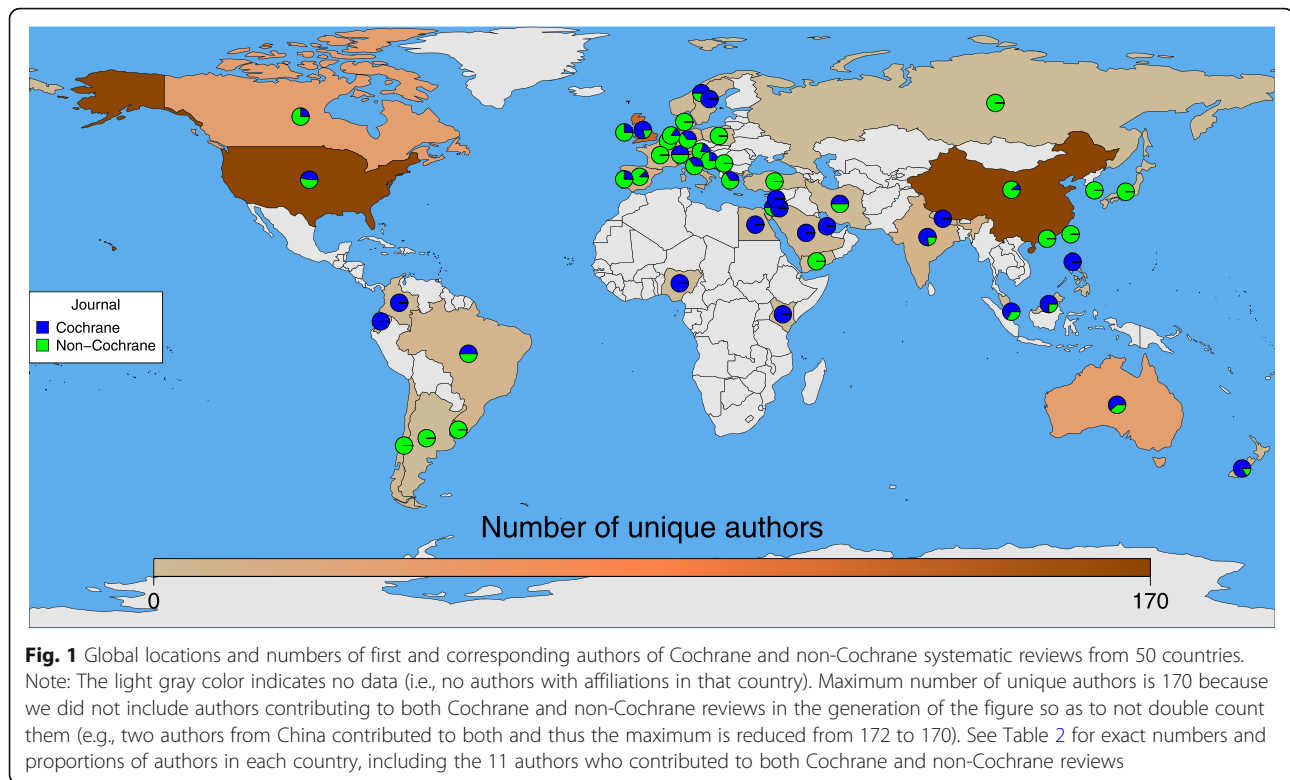 Journal
Cochrane
Non−Cochrane
Number of unique authors
0
170
Fig. 1 Global locations and numbers of first and corresponding authors of Cochrane and non-Cochrane systematic reviews from 50 countries.
Note: The light gray color indicates no data (i.e., no authors with affiliations in that country). Maximum number of unique authors is 170 because
we did not include authors contributing to both Cochrane and non-Cochrane reviews in the generation of the figure so as to not double count
them (e.g., two authors from China contributed to both and thus the maximum is reduced from 172 to 170). See Table 2 for exact numbers and
proportions of authors in each country, including the 11 authors who contributed to both Cochrane and non-Cochrane reviews